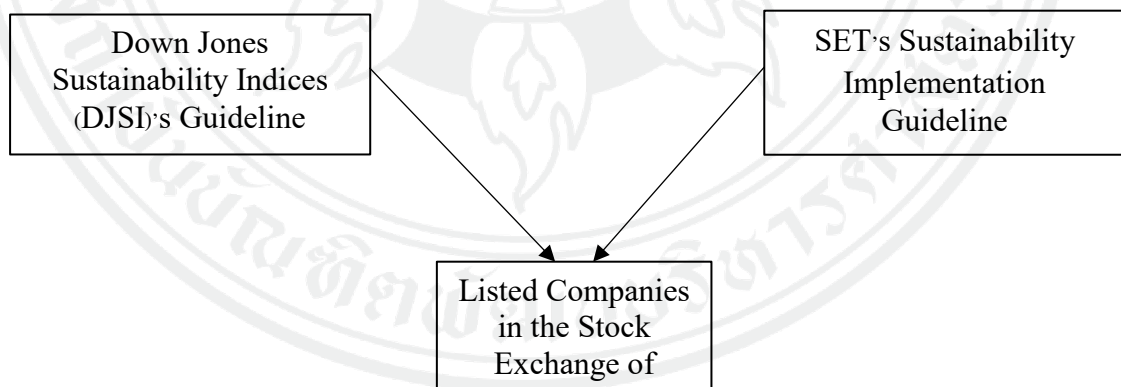 Down Jones
Sustainability Indices
(DJSI)'s Guideline
SET's Sustainability
Implementation
Guideline
Listed Companies
in the Stock
Exchange of